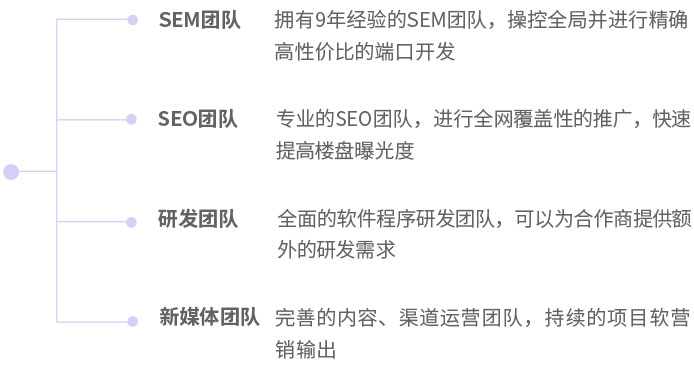 SEM团队 拥有9年经验的SEM团队，操控全局并进行精确
高性价比的端口开发
SEO团队 专业的SEO团队，进行全网覆盖性的推广，快速
提高楼盘曝光度
研发团队 全面的软件程序研发团队，可以为合作商提供额
外的研发需求
新媒体团队 完善的内容、渠道运营团队，持续的项目软营
销输出